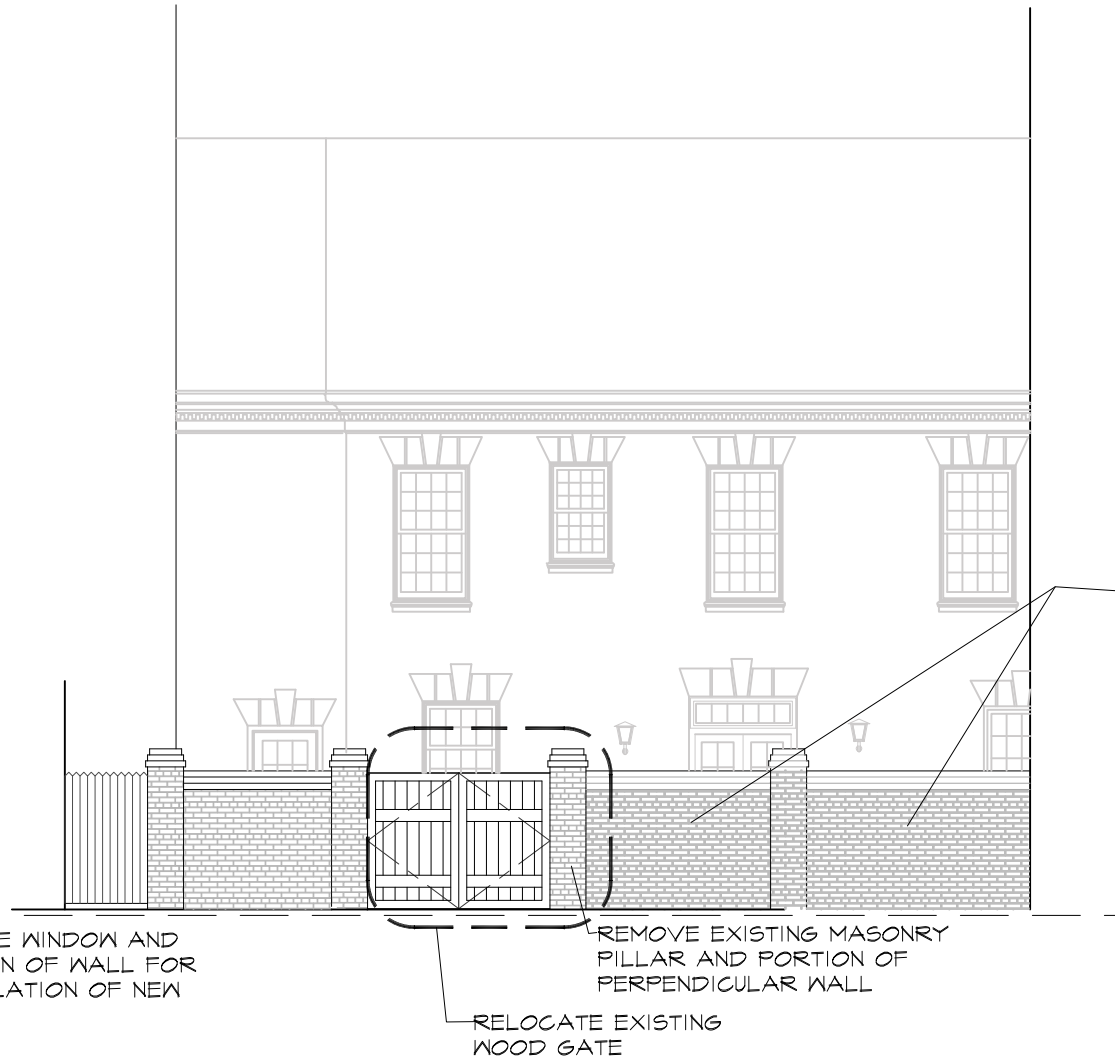 E WINDOW AND
N OF WALL FOR
LATION OF NEW
REMOVE EXISTING MASONRY
PILLAR AND PORTION OF
PERPENDICULAR WALL
RELOCATE EXISTING
WOOD GATE